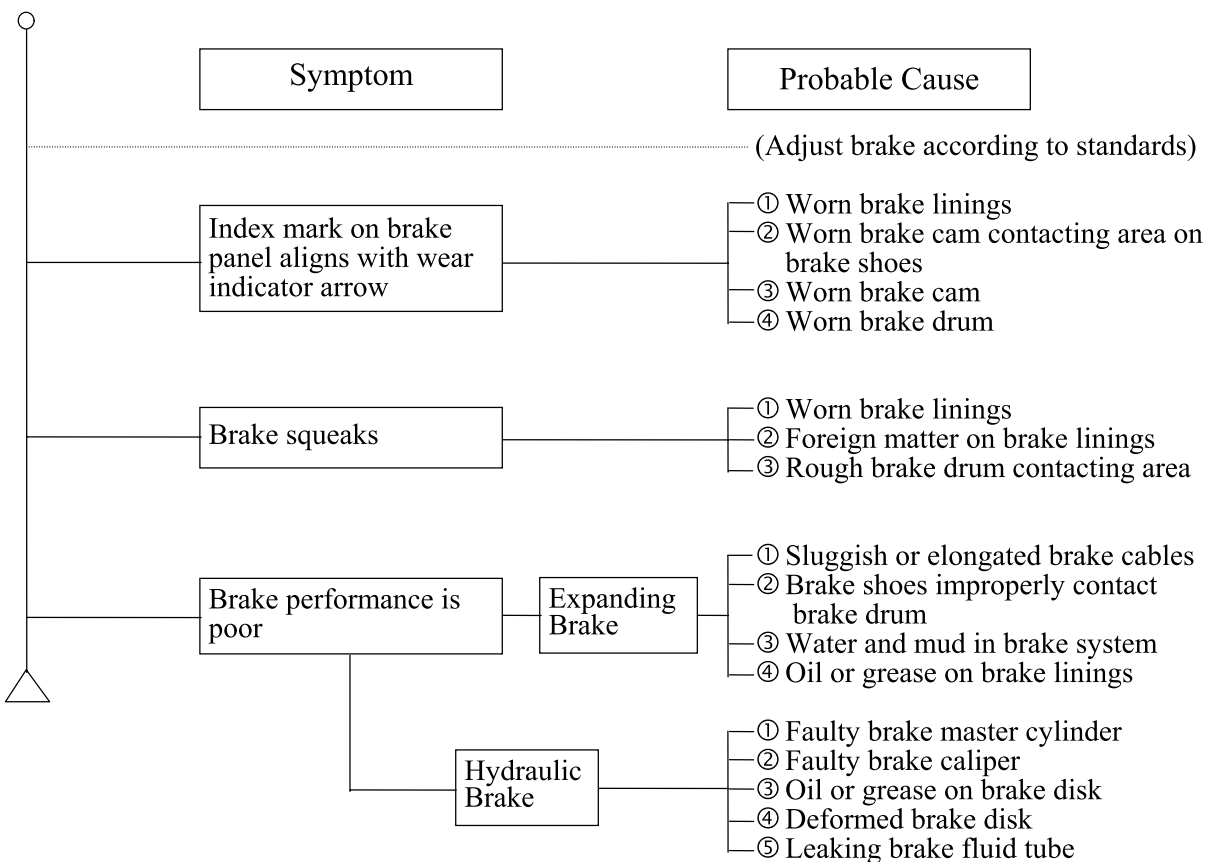 Symptom
Probable Cause
(Adjust brake according to standards)
Index mark on brake
panel aligns with wear
indicator arrow
① Worn brake linings
② Worn brake cam contacting area on
brake shoes
③ Worn brake cam
④ Worn brake drum
Brake squeaks
① Worn brake linings
② Foreign matter on brake linings
③ Rough brake drum contacting area
Brake performance is
poor
Expanding
Brake
① Sluggish or elongated brake cables
② Brake shoes improperly contact
brake drum
③ Water and mud in brake system
④ Oil or grease on brake linings
Hydraulic
Brake
① Faulty brake master cylinder
② Faulty brake caliper
③ Oil or grease on brake disk
④ Deformed brake disk
⑤ Leaking brake fluid tube